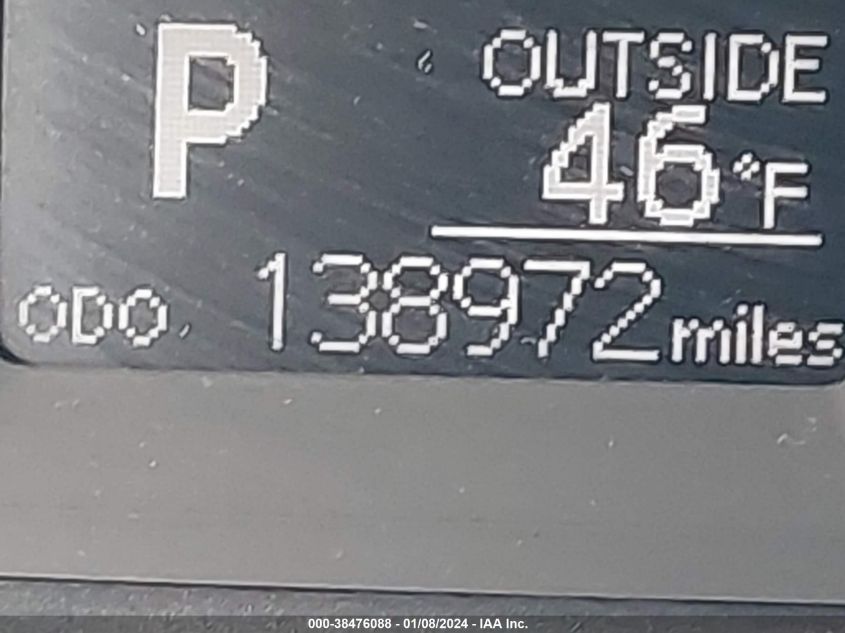 P
OUTSIDE
46°F
ODO 138972 miles
000-38476088 - 01/08/2024 - IAA Inc.